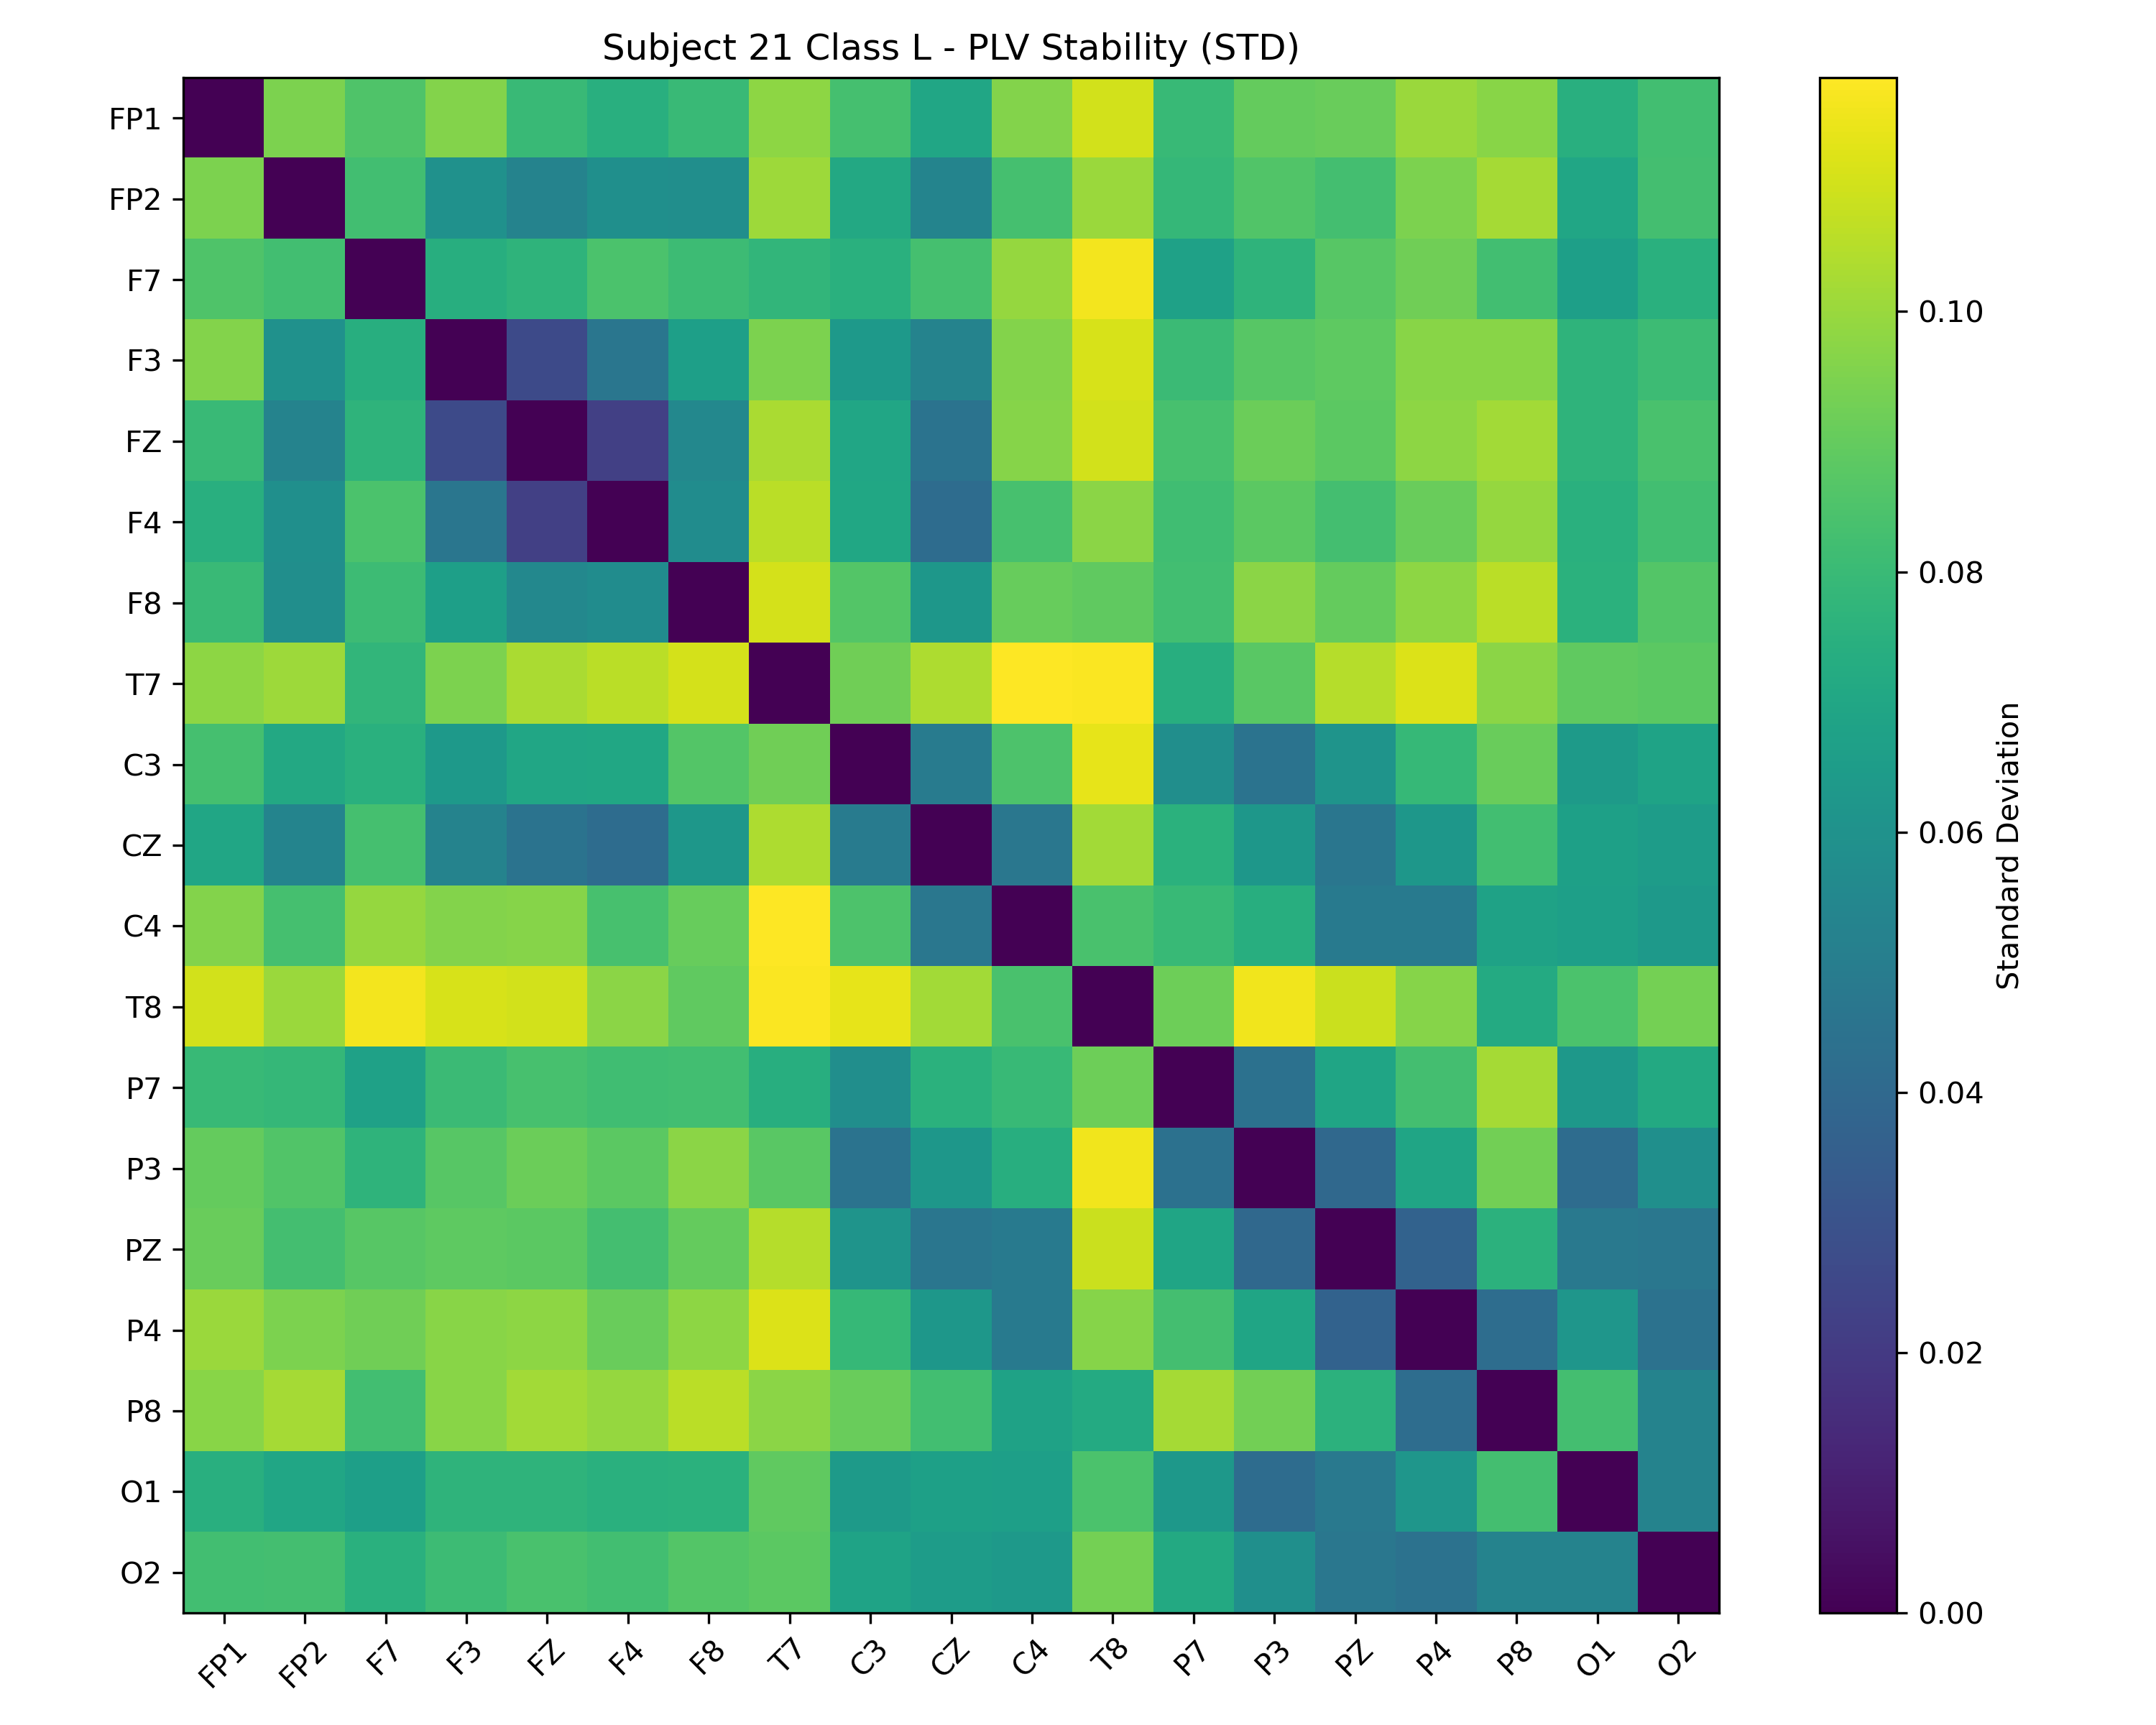 Subject 21 Class L - PLV Stability (STD)
FP1
FP2
F7
F3
FZ
F4
F8
T7
C3
CZ
C4
T8
P7
P3
PZ
P4
P8
O1
O2
FP1 FP2 F7 F3 FZ F4 F8 T7 C3 CZ C4 T8 P7 P3 PZ P4 P8 O1 O2
0.10
0.08
0.06
0.04
0.02
0.00
Standard Deviation